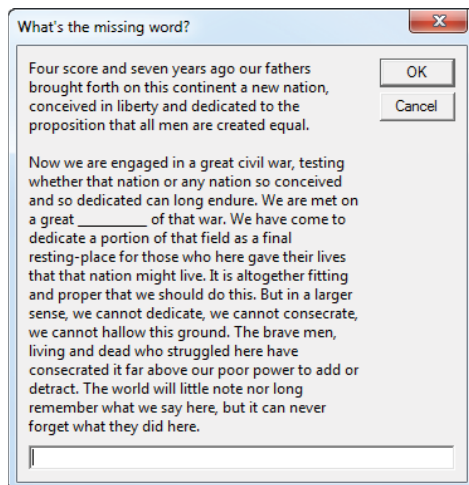 What's the missing word?
Four score and seven years ago our fathers
brought forth on this continent a new nation,
conceived in liberty and dedicated to the
proposition that all men are created equal.
OK
Cancel
Now we are engaged in a great civil war, testing
whether that nation or any nation so conceived
and so dedicated can long endure. We are met on
a great _________ of that war. We have come to
dedicate a portion of that field as a final
resting-place for those who here gave their lives
that that nation might live. It is altogether fitting
and proper that we should do this. But in a larger
sense, we cannot dedicate, we cannot consecrate,
we cannot hallow this ground. The brave men,
living and dead who struggled here have
consecrated it far above our poor power to add or
detract. The world will little note nor long
remember what we say here, but it can never
forget what they did here.